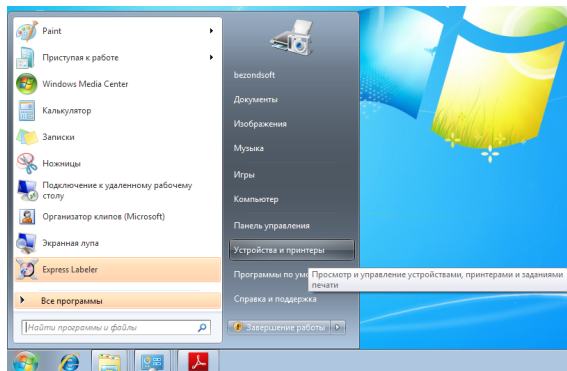 Paint
Приступая к работе
Windows Media Center
Калькулятор
Записки
Ножницы
Подключение к удаленному рабочему
столу
Организатор клипов (Microsoft)
Экранная лупа
Express Labeler
Все программы
Найти программы и файлы
bezondsoft
Документы
Изображения
Музыка
Игры
Компьютер
Панель управления
Устройства и принтеры
Программы по умо
Просмотр и управление устройствами, принтерами и заданиями
печати
Справка и поддержка
Завершение работы